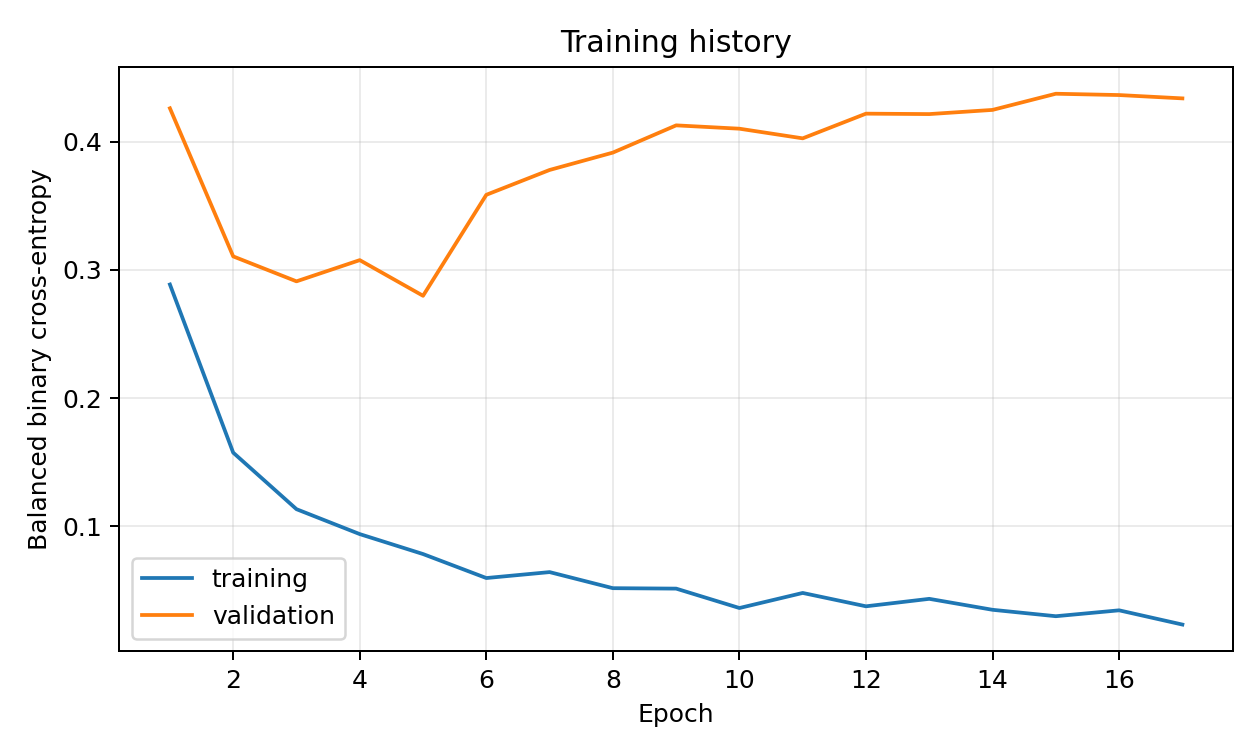 Training history
Balanced binary cross-entropy
0.4
0.3
0.2
0.1
training
validation
2 4 6 8 10 12 14 16
Epoch